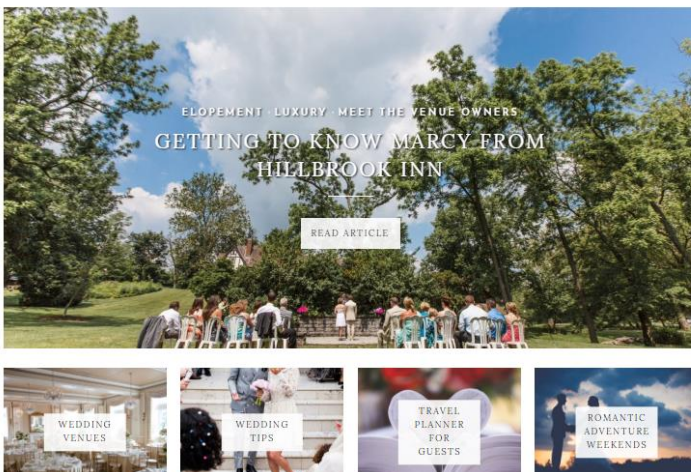 ELOPEMENT · LUXURY · MEET THE VENUE OWNERS
GETTING TO KNOW MARCY FROM
HILLBROOK INN
READ ARTICLE
WEDDING
VENUES
WEDDING
TIPS
TRAVEL
PLANNER
FOR
GUESTS
ROMANTIC
ADVENTURE
WEEKENDS